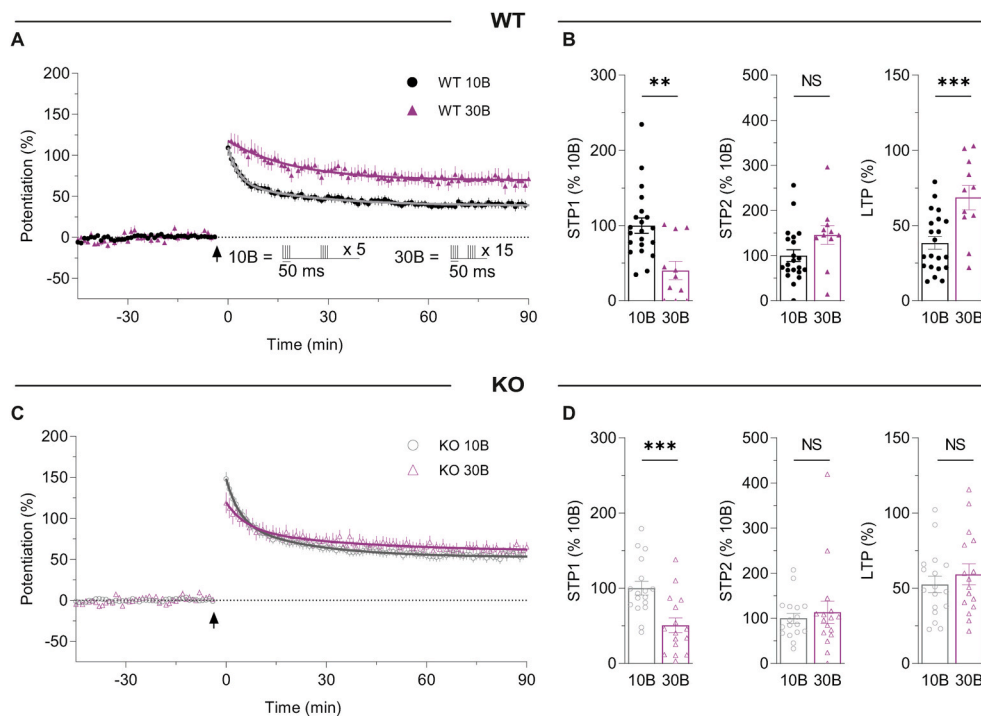 WT
A
200
150
100
50
0
-50
Potentiation (%)
WT 10B
WT 30B
10B =
x 5
50 ms
30B =
x 15
50 ms
-30
0
30
60
90
Time (min)
B
300
200
100
0
STP1 (% 10B)
**
10B 30B
500
400
300
200
100
0
STP2 (% 10B)
NS
10B 30B
150
100
50
0
LTP (%)
***
10B 30B
KO
C
200
150
100
50
0
-50
Potentiation (%)
KO 10B
KO 30B
-30
0
30
60
90
Time (min)
D
300
200
100
0
STP1 (% 10B)
***
10B 30B
500
400
300
200
100
0
STP2 (% 10B)
NS
10B 30B
150
100
50
0
LTP (%)
NS
10B 30B